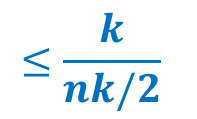 ≤ k / (nk/2)